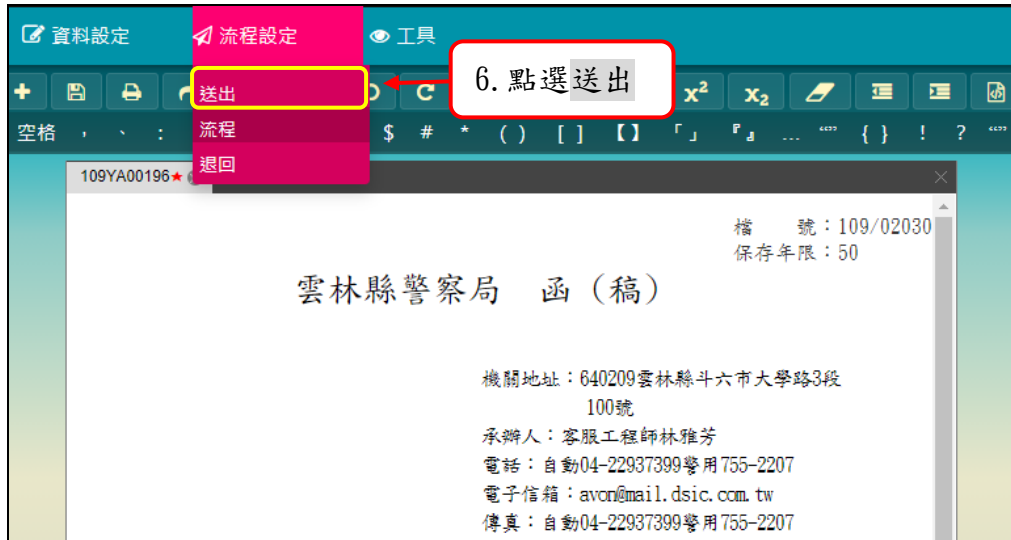 資料設定 流程設定 工具
送出
6.點選送出
x² x₂
空格 , 、 : 流程 $ # * ( ) [ ] 【】 「」 『』 … “” { } ! ? “”
退回
109YA00196★
檔 號：109/02030
保存年限：50
雲林縣警察局 函（稿）
機關地址：640209雲林縣斗六市大學路3段
100號
承辦人：客服工程師林雅芳
電話：自動04-22937399警用755-2207
電子信箱：avon@mail.dsic.com.tw
傳真：自動04-22937399警用755-2207